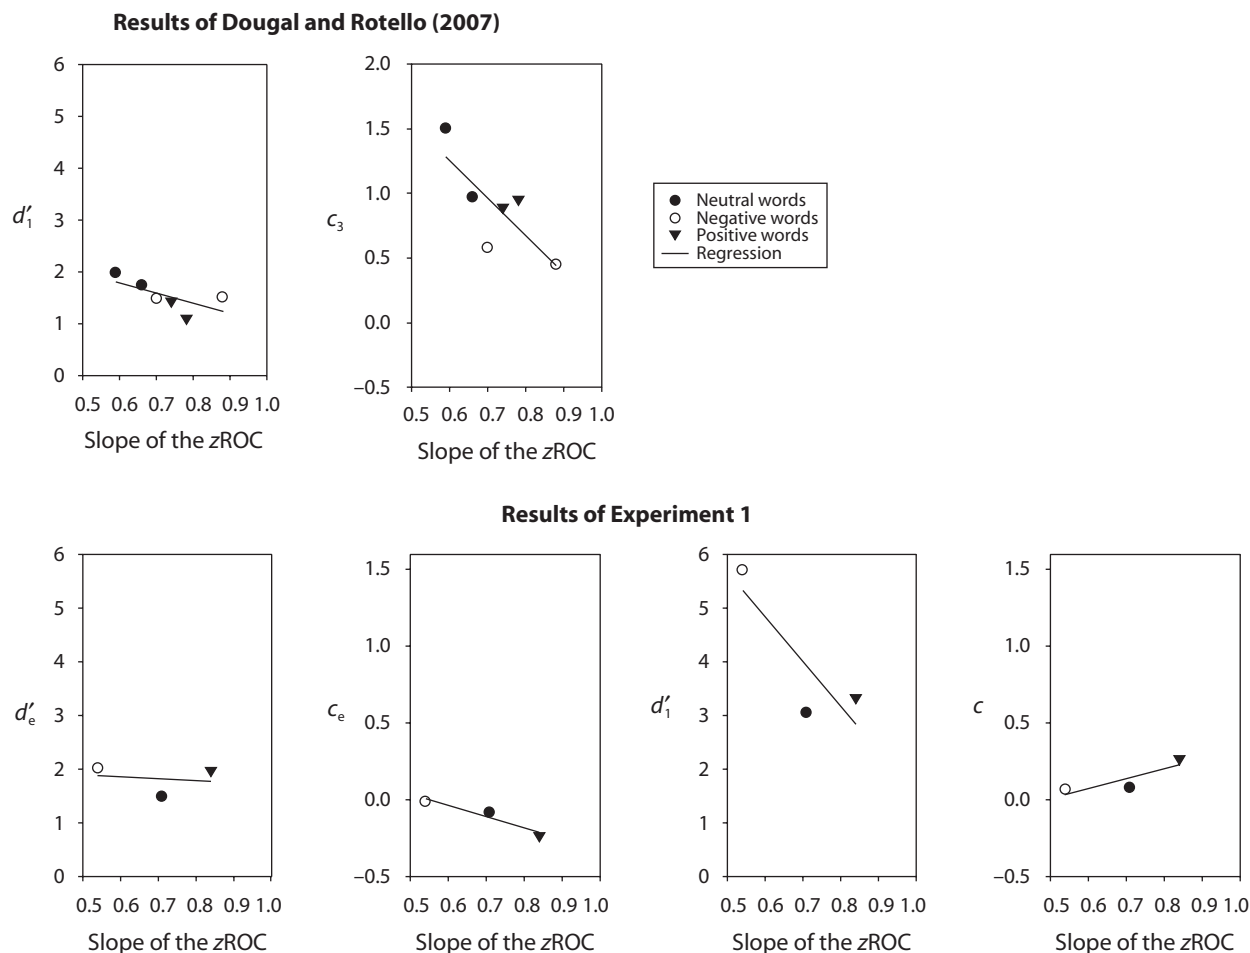 Results of Dougal and Rotello (2007)
6
5
4
3
2
1
0
d′1
0.5 0.6 0.7 0.8 0.9 1.0
Slope of the zROC
2.0
1.5
1.0
0.5
0.0
–0.5
c3
0.5 0.6 0.7 0.8 0.9 1.0
Slope of the zROC
Neutral words
Negative words
Positive words
Regression
Results of Experiment 1
6
5
4
3
2
1
0
d′e
0.5 0.6 0.7 0.8 0.9 1.0
Slope of the zROC
1.5
1.0
0.5
0.0
–0.5
ce
0.5 0.6 0.7 0.8 0.9 1.0
Slope of the zROC
6
5
4
3
2
1
0
d′1
0.5 0.6 0.7 0.8 0.9 1.0
Slope of the zROC
1.5
1.0
0.5
0.0
–0.5
c
0.5 0.6 0.7 0.8 0.9 1.0
Slope of the zROC